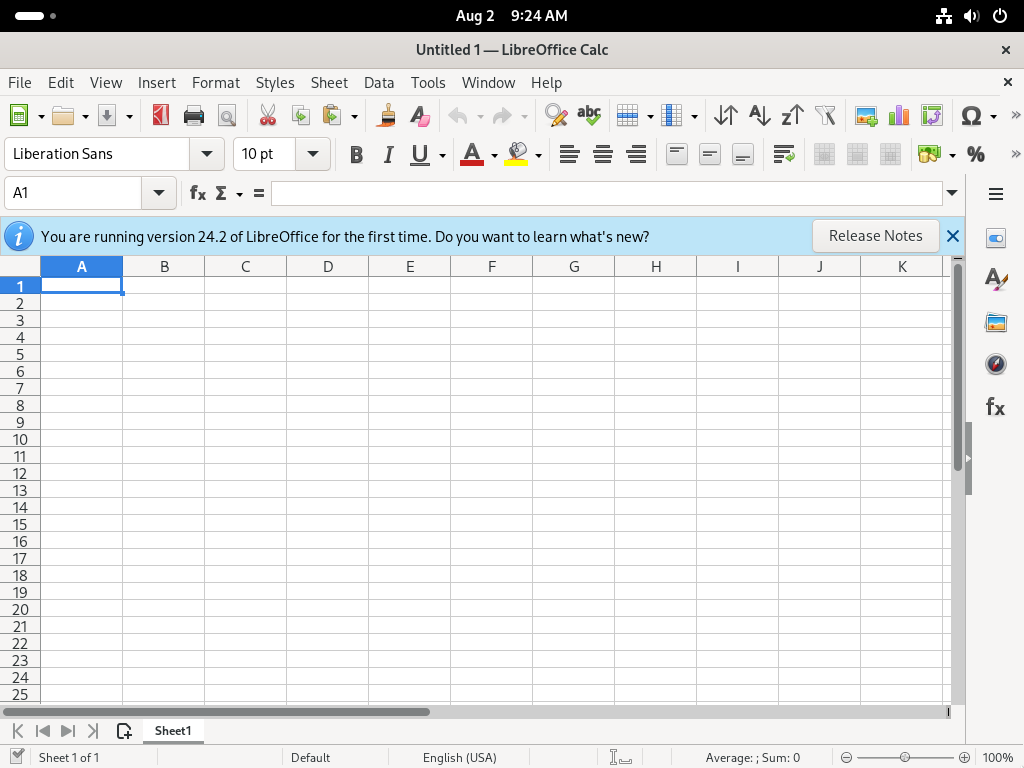 Aug 2 9:24 AM
Untitled 1 — LibreOffice Calc
File Edit View Insert Format Styles Sheet Data Tools Window Help
abc Ω
Liberation Sans 10 pt B I U A %
A1 fx Σ =
You are running version 24.2 of LibreOffice for the first time. Do you want to learn what's new? Release Notes
A B C D E F G H I J K
1
2
3
4
5
6
7
8
9
10
11
12
13
14
15
16
17
18
19
20
21
22
23
24
25
fx
Sheet1
Sheet 1 of 1 Default English (USA) Average: ; Sum: 0 100%